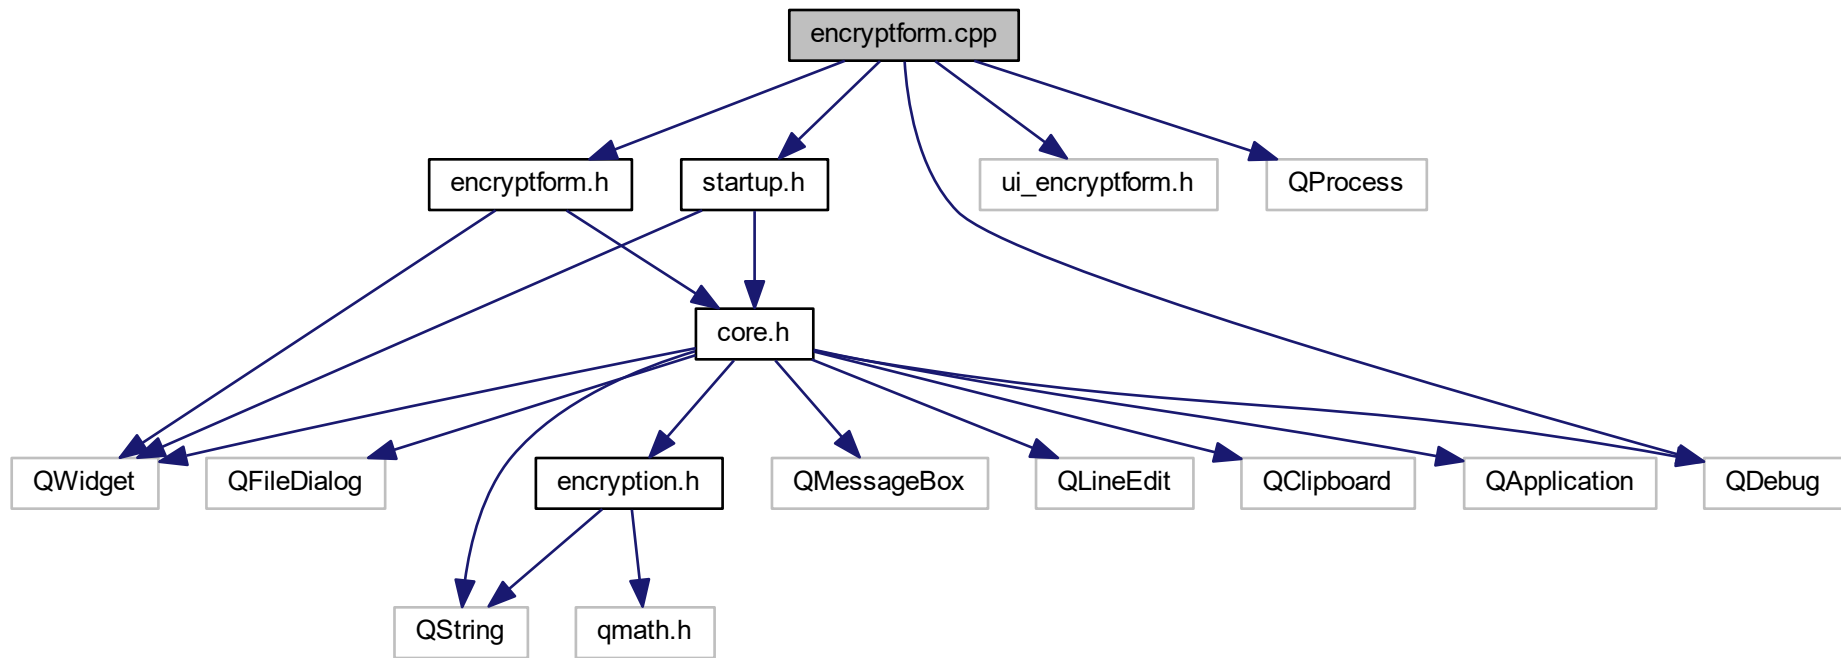 encryptform.cpp
encryptform.h
startup.h
ui_encryptform.h
QProcess
core.h
QWidget
QFileDialog
encryption.h
QMessageBox
QLineEdit
QClipboard
QApplication
QDebug
QString
qmath.h